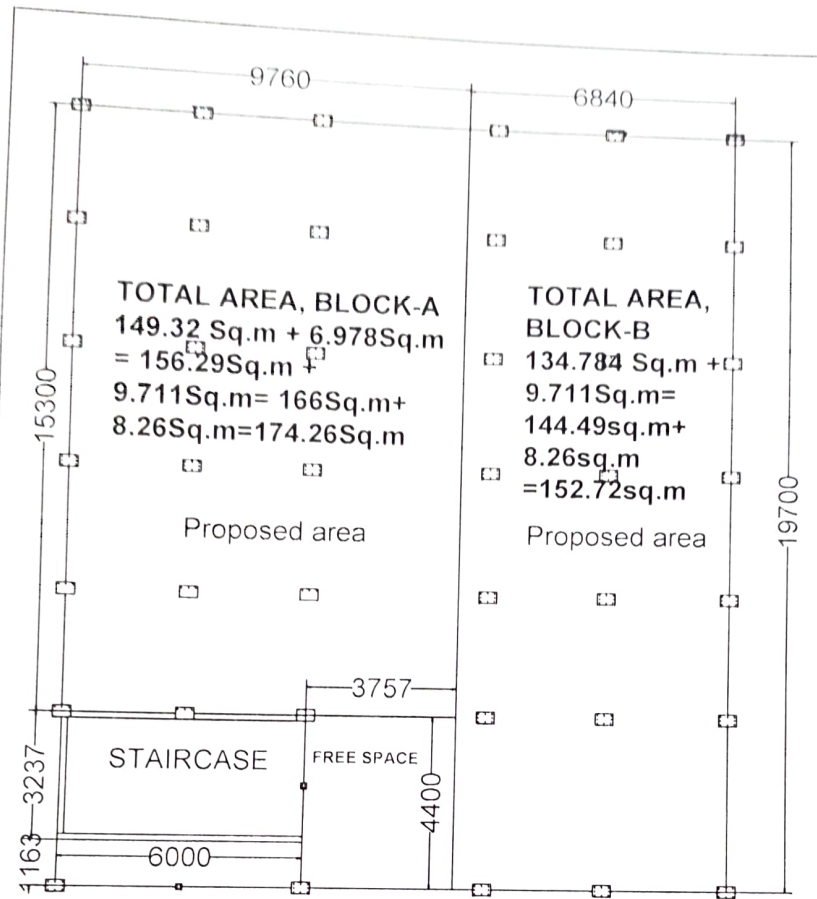 9760
6840
TOTAL AREA, BLOCK-A
149.32 Sq.m + 6.978Sq.m
= 156.29Sq.m +
9.711Sq.m= 166Sq.m+
8.26Sq.m=174.26Sq.m
TOTAL AREA,
BLOCK-B
134.784 Sq.m +
9.711Sq.m=
144.49sq.m+
8.26sq.m
=152.72sq.m
15300
19700
Proposed area
Proposed area
3757
STAIRCASE
FREE SPACE
3237
4400
1163
6000